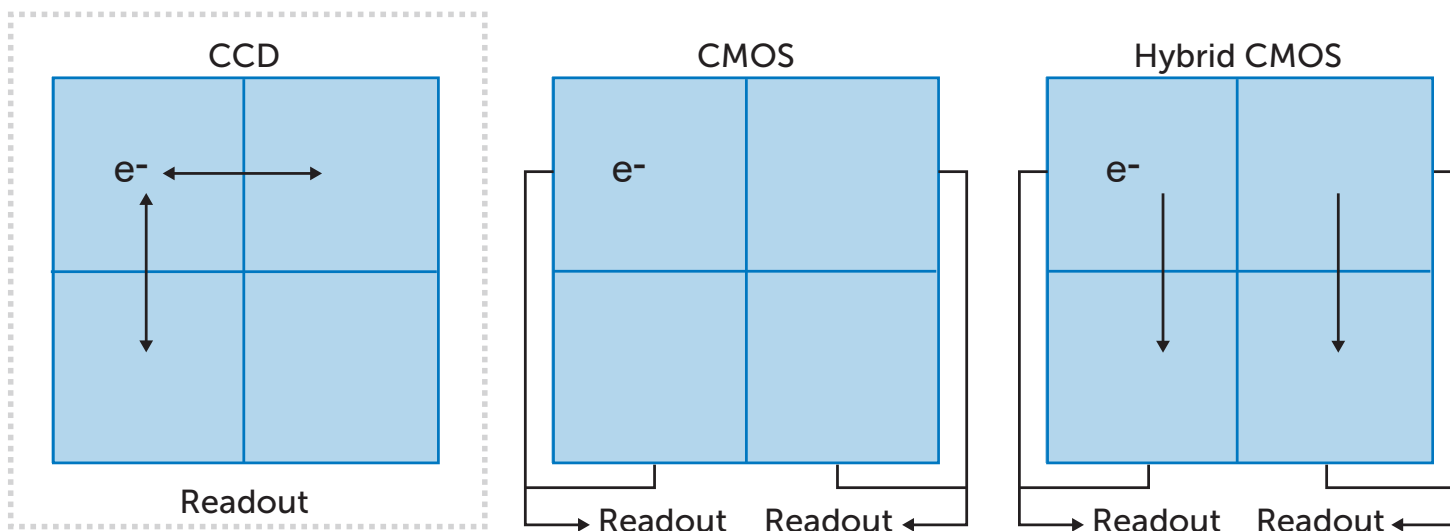 CCD
e-
Readout
CMOS
e-
Readout
Readout
Hybrid CMOS
e-
Readout
Readout